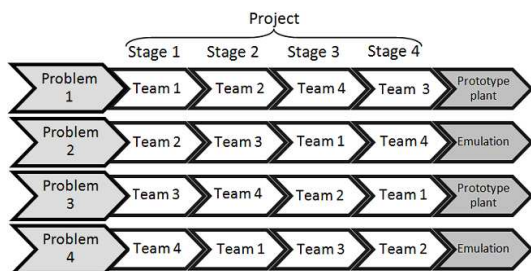 Project
Stage 1 Stage 2 Stage 3 Stage 4
Problem
1
Team 1 Team 2 Team 4 Team 3
Prototype
plant
Problem
2
Team 2 Team 3 Team 1 Team 4
Emulation
Problem
3
Team 3 Team 4 Team 2 Team 1
Prototype
plant
Problem
4
Team 4 Team 1 Team 3 Team 2
Emulation